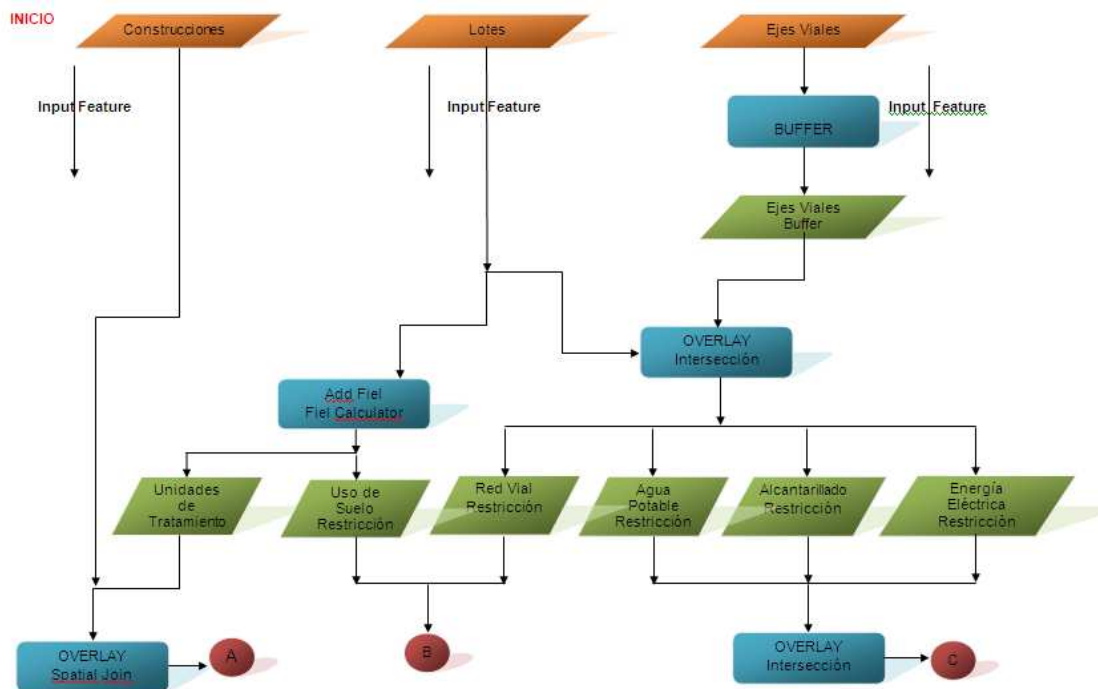 INICIO
Construcciones
Lotes
Ejes Viales
Input Feature
Input Feature
Input Feature
BUFFER
Ejes Viales
Buffer
OVERLAY
Intersección
Add Fiel
Fiel Calculator
Unidades
de
Tratamiento
Uso de
Suelo
Restricción
Red Vial
Restricción
Agua
Potable
Restricción
Alcantarillado
Restricción
Energía
Eléctrica
Restricción
OVERLAY
Spatial Join
A
B
OVERLAY
Intersección
C